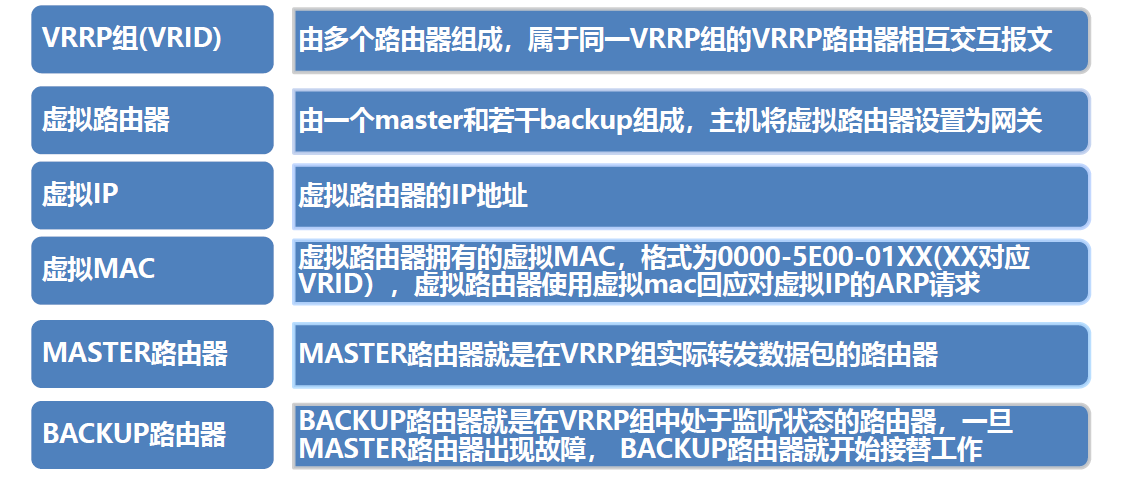 VRRP组(VRID)
由多个路由器组成，属于同一VRRP组的VRRP路由器相互交互报文
虚拟路由器
由一个master和若干backup组成，主机将虚拟路由器设置为网关
虚拟IP
虚拟路由器的IP地址
虚拟MAC
虚拟路由器拥有的虚拟MAC，格式为0000-5E00-01XX(XX对应
VRID），虚拟路由器使用虚拟mac回应对虚拟IP的ARP请求
MASTER路由器
MASTER路由器就是在VRRP组实际转发数据包的路由器
BACKUP路由器
BACKUP路由器就是在VRRP组中处于监听状态的路由器，一旦
MASTER路由器出现故障， BACKUP路由器就开始接替工作